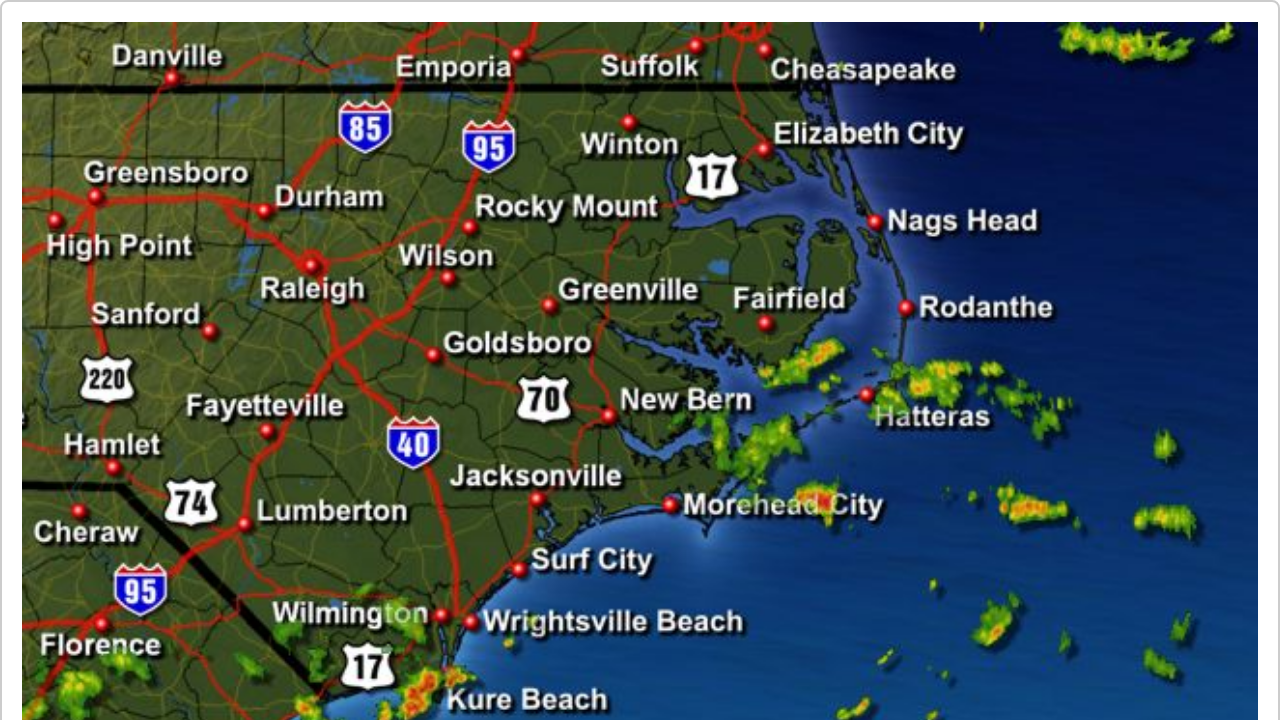 Danville
Emporia
Suffolk
Cheasapeake
85
95
Winton
Elizabeth City
17
Greensboro
Durham
Rocky Mount
Nags Head
High Point
Wilson
Raleigh
Greenville
Fairfield
Rodanthe
Sanford
Goldsboro
220
70
New Bern
Fayetteville
Hatteras
40
Hamlet
Jacksonville
74
Lumberton
Morehead City
Cheraw
Surf City
95
Wilmington
Wrightsville Beach
Florence
17
Kure Beach